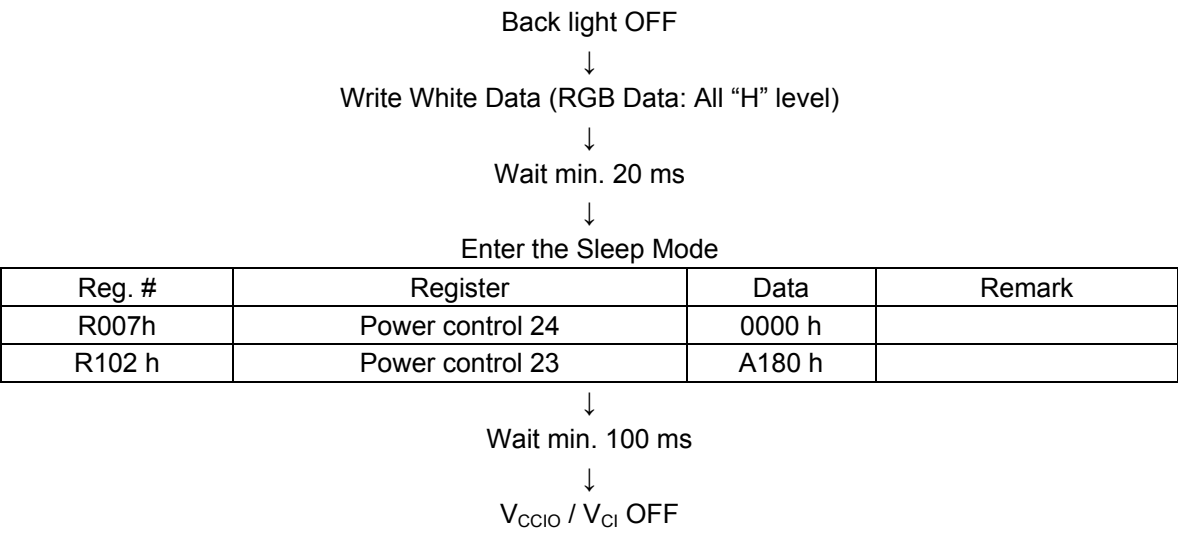 Back light OFF
↓
Write White Data (RGB Data: All “H” level)
↓
Wait min. 20 ms
↓
Enter the Sleep Mode
Reg. # Register Data Remark
R007h Power control 24 0000 h
R102 h Power control 23 A180 h
↓
Wait min. 100 ms
↓
VCCIO / VCI OFF